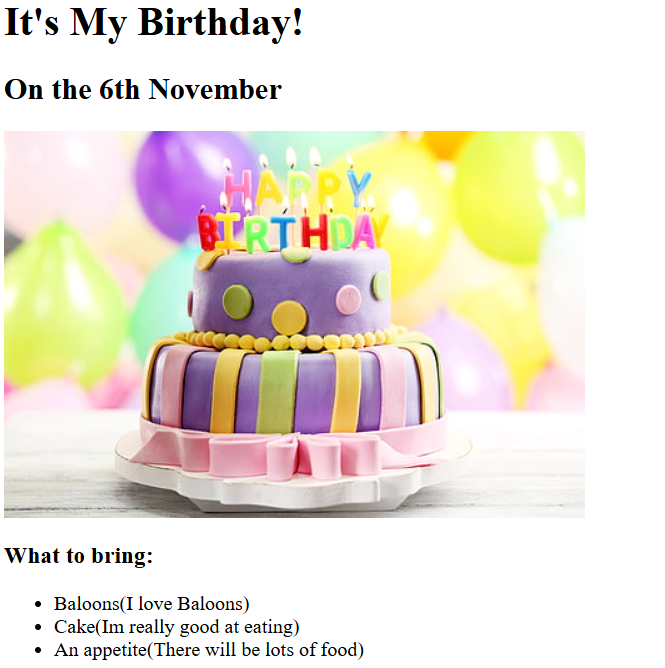 It's My Birthday!
On the 6th November
HAPPY
BIRTHDAY
What to bring:
Baloons(I love Baloons)
Cake(Im really good at eating)
An appetite(There will be lots of food)